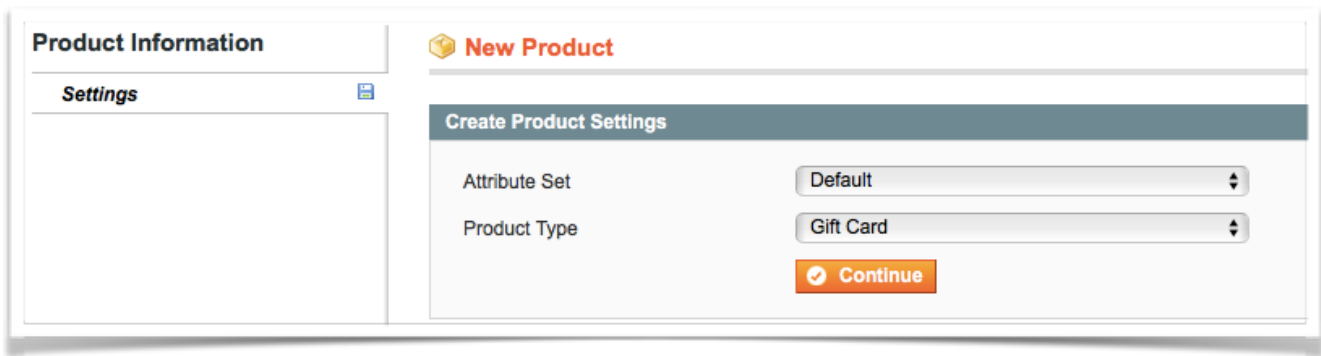 Product Information
Settings
New Product
Create Product Settings
Attribute Set Default
Product Type Gift Card
Continue